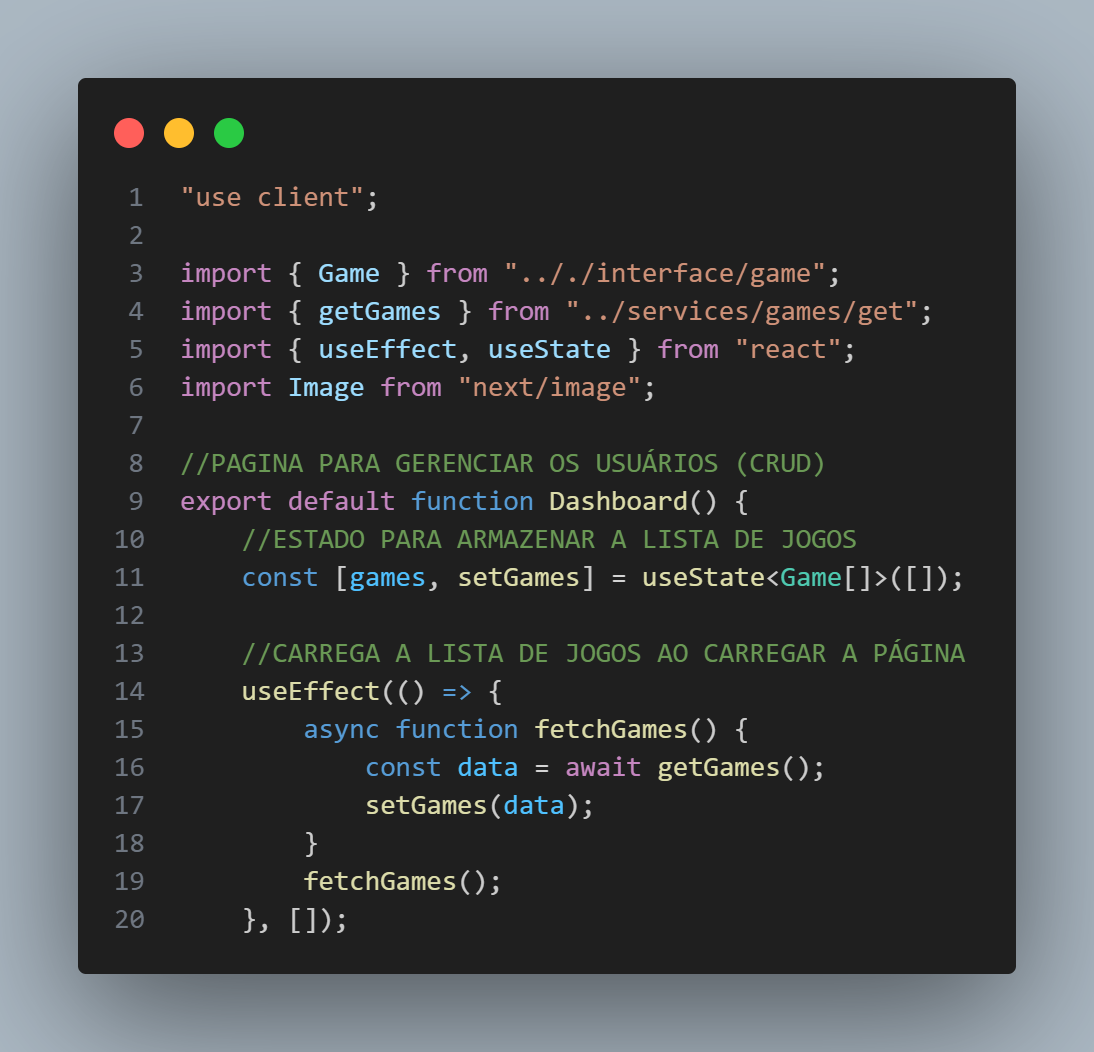 1 "use client";
2
3 import { Game } from ".././interface/game";
4 import { getGames } from "../services/games/get";
5 import { useEffect, useState } from "react";
6 import Image from "next/image";
7
8 //PAGINA PARA GERENCIAR OS USUÁRIOS (CRUD)
9 export default function Dashboard() {
10     //ESTADO PARA ARMAZENAR A LISTA DE JOGOS
11     const [games, setGames] = useState<Game[]>([]);
12
13     //CARREGA A LISTA DE JOGOS AO CARREGAR A PÁGINA
14     useEffect(() => {
15         async function fetchGames() {
16             const data = await getGames();
17             setGames(data);
18         }
19         fetchGames();
20     }, []);